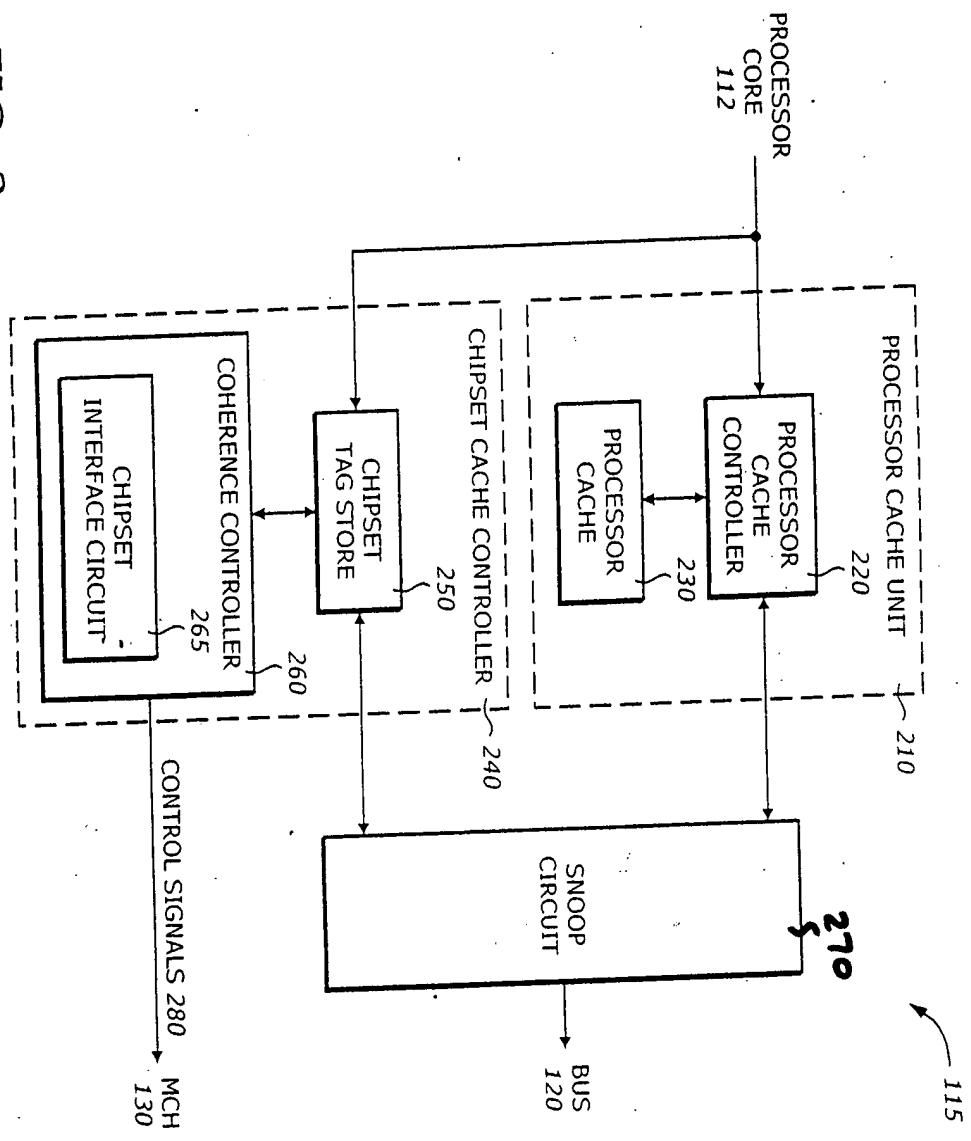 115
PROCESSOR
CORE
112
PROCESSOR CACHE UNIT
210
PROCESSOR
CACHE
CONTROLLER
220
PROCESSOR
CACHE
230
CHIPSET CACHE CONTROLLER
240
CHIPSET
TAG STORE
250
COHERENCE CONTROLLER
260
CHIPSET
INTERFACE CIRCUIT
265
SNOOP
CIRCUIT
270
BUS
120
CONTROL SIGNALS 280
MCH
130